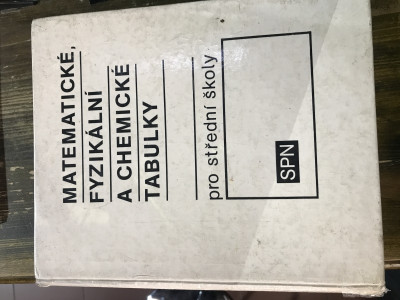 MATEMATICKÉ,
FYZIKÁLNÍ
A CHEMICKÉ
TABULKY
pro střední školy
SPN